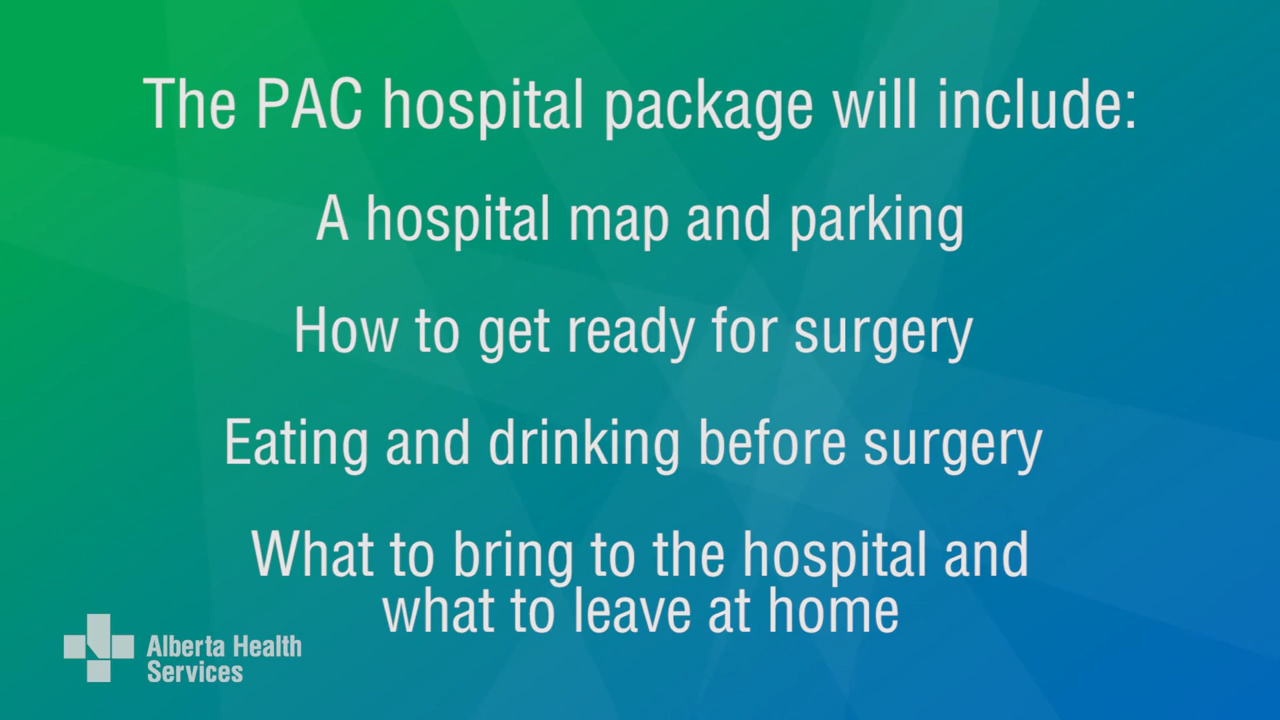 The PAC hospital package will include:
A hospital map and parking
How to get ready for surgery
Eating and drinking before surgery
What to bring to the hospital and
what to leave at home
Alberta Health
Services